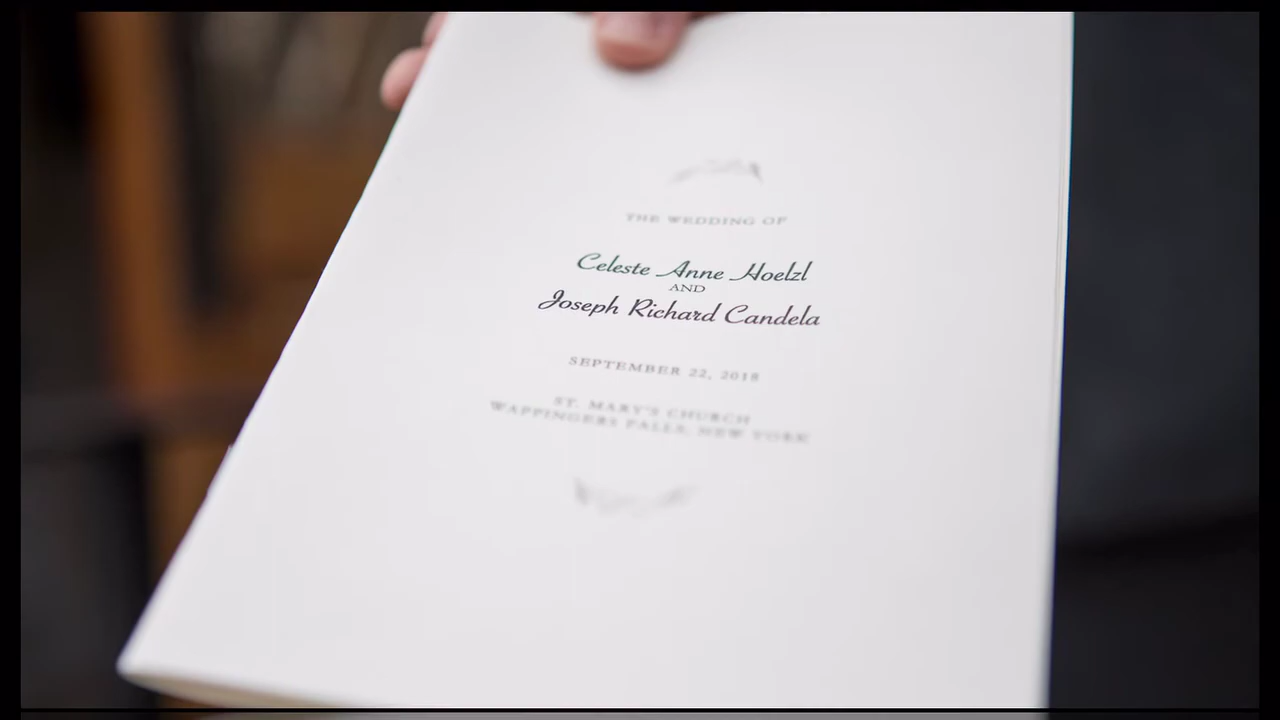 THE WEDDING OF
Celeste Anne Hoelzl
AND
Joseph Richard Candela
SEPTEMBER 22, 2018
ST. MARY'S CHURCH
WAPPINGERS FALLS, NEW YORK